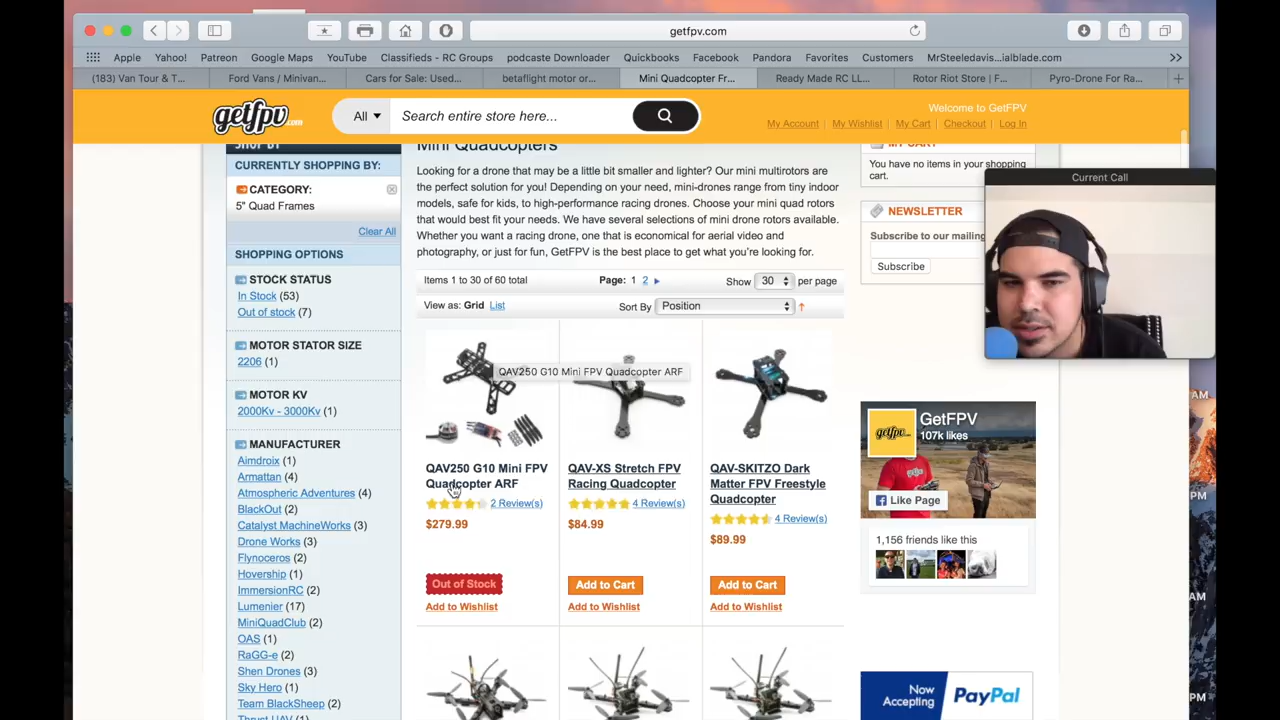 getfpv.com
Apple Yahoo! Patreon Google Maps YouTube Classifieds - RC Groups podcaste Downloader Quickbooks Facebook Pandora Favorites Customers MrSteeledavis...ialblade.com
(183) Van Tour & T... Ford Vans / Minivan... Cars for Sale: Used... betaflight motor or... Mini Quadcopter Fr... Ready Made RC LL... Rotor Riot Store | F... Pyro-Drone For Ra...
getfpv.com
All
Search entire store here...
Welcome to GetFPV
My Account My Wishlist My Cart Checkout Log In
SHOP BY
CURRENTLY SHOPPING BY:
CATEGORY:
5" Quad Frames
Clear All
SHOPPING OPTIONS
STOCK STATUS
In Stock (53)
Out of stock (7)
MOTOR STATOR SIZE
2206 (1)
MOTOR KV
2000Kv - 3000Kv (1)
MANUFACTURER
Aimdroix (1)
Armattan (4)
Atmospheric Adventures (4)
BlackOut (1)
Catalyst MachineWorks (3)
Drone Works (3)
Flynoceros (2)
Hovership (1)
ImmersionRC (2)
Lumenier (17)
MiniQuadClub (2)
OAS (1)
RaGG-e (2)
Shen Drones (3)
Sky Hero (1)
Team BlackSheep (2)
Thrust UAV (1)
Mini Quadcopters
Looking for a drone that may be a little bit smaller and lighter? Our mini multirotors are
the perfect solution for you! Depending on your need, mini-drones range from tiny indoor
models, safe for kids, to high-performance racing drones. Choose your mini quad rotors
that would best fit your needs. We have several selections of mini drone rotors available.
Whether you want a racing drone, one that is economical for aerial video and
photography, or just for fun, GetFPV is the best place to get what you're looking for.
Items 1 to 30 of 60 total Page: 1 2 Show 30 per page
View as: Grid List Sort By Position
QAV250 G10 Mini FPV Quadcopter ARF
QAV250 G10 Mini FPV
Quadcopter ARF
2 Review(s)
$279.99
Out of Stock
Add to Wishlist
QAV-XS Stretch FPV
Racing Quadcopter
4 Review(s)
$84.99
Add to Cart
Add to Wishlist
QAV-SKITZO Dark
Matter FPV Freestyle
Quadcopter
4 Review(s)
$89.99
Add to Cart
Add to Wishlist
MY CART
You have no items in your shopping
cart.
NEWSLETTER
Subscribe to our mailing
Subscribe
Current Call
getfpv
GetFPV
107k likes
Like Page
1,156 friends like this
Now
Accepting
PayPal
AM
PM
AM
PM